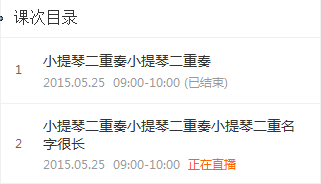 课次目录
1 小提琴二重奏小提琴二重奏
2015.05.25 09:00-10:00 (已结束)
2 小提琴二重奏小提琴二重奏小提琴二重名
字很长
2015.05.25 09:00-10:00 正在直播